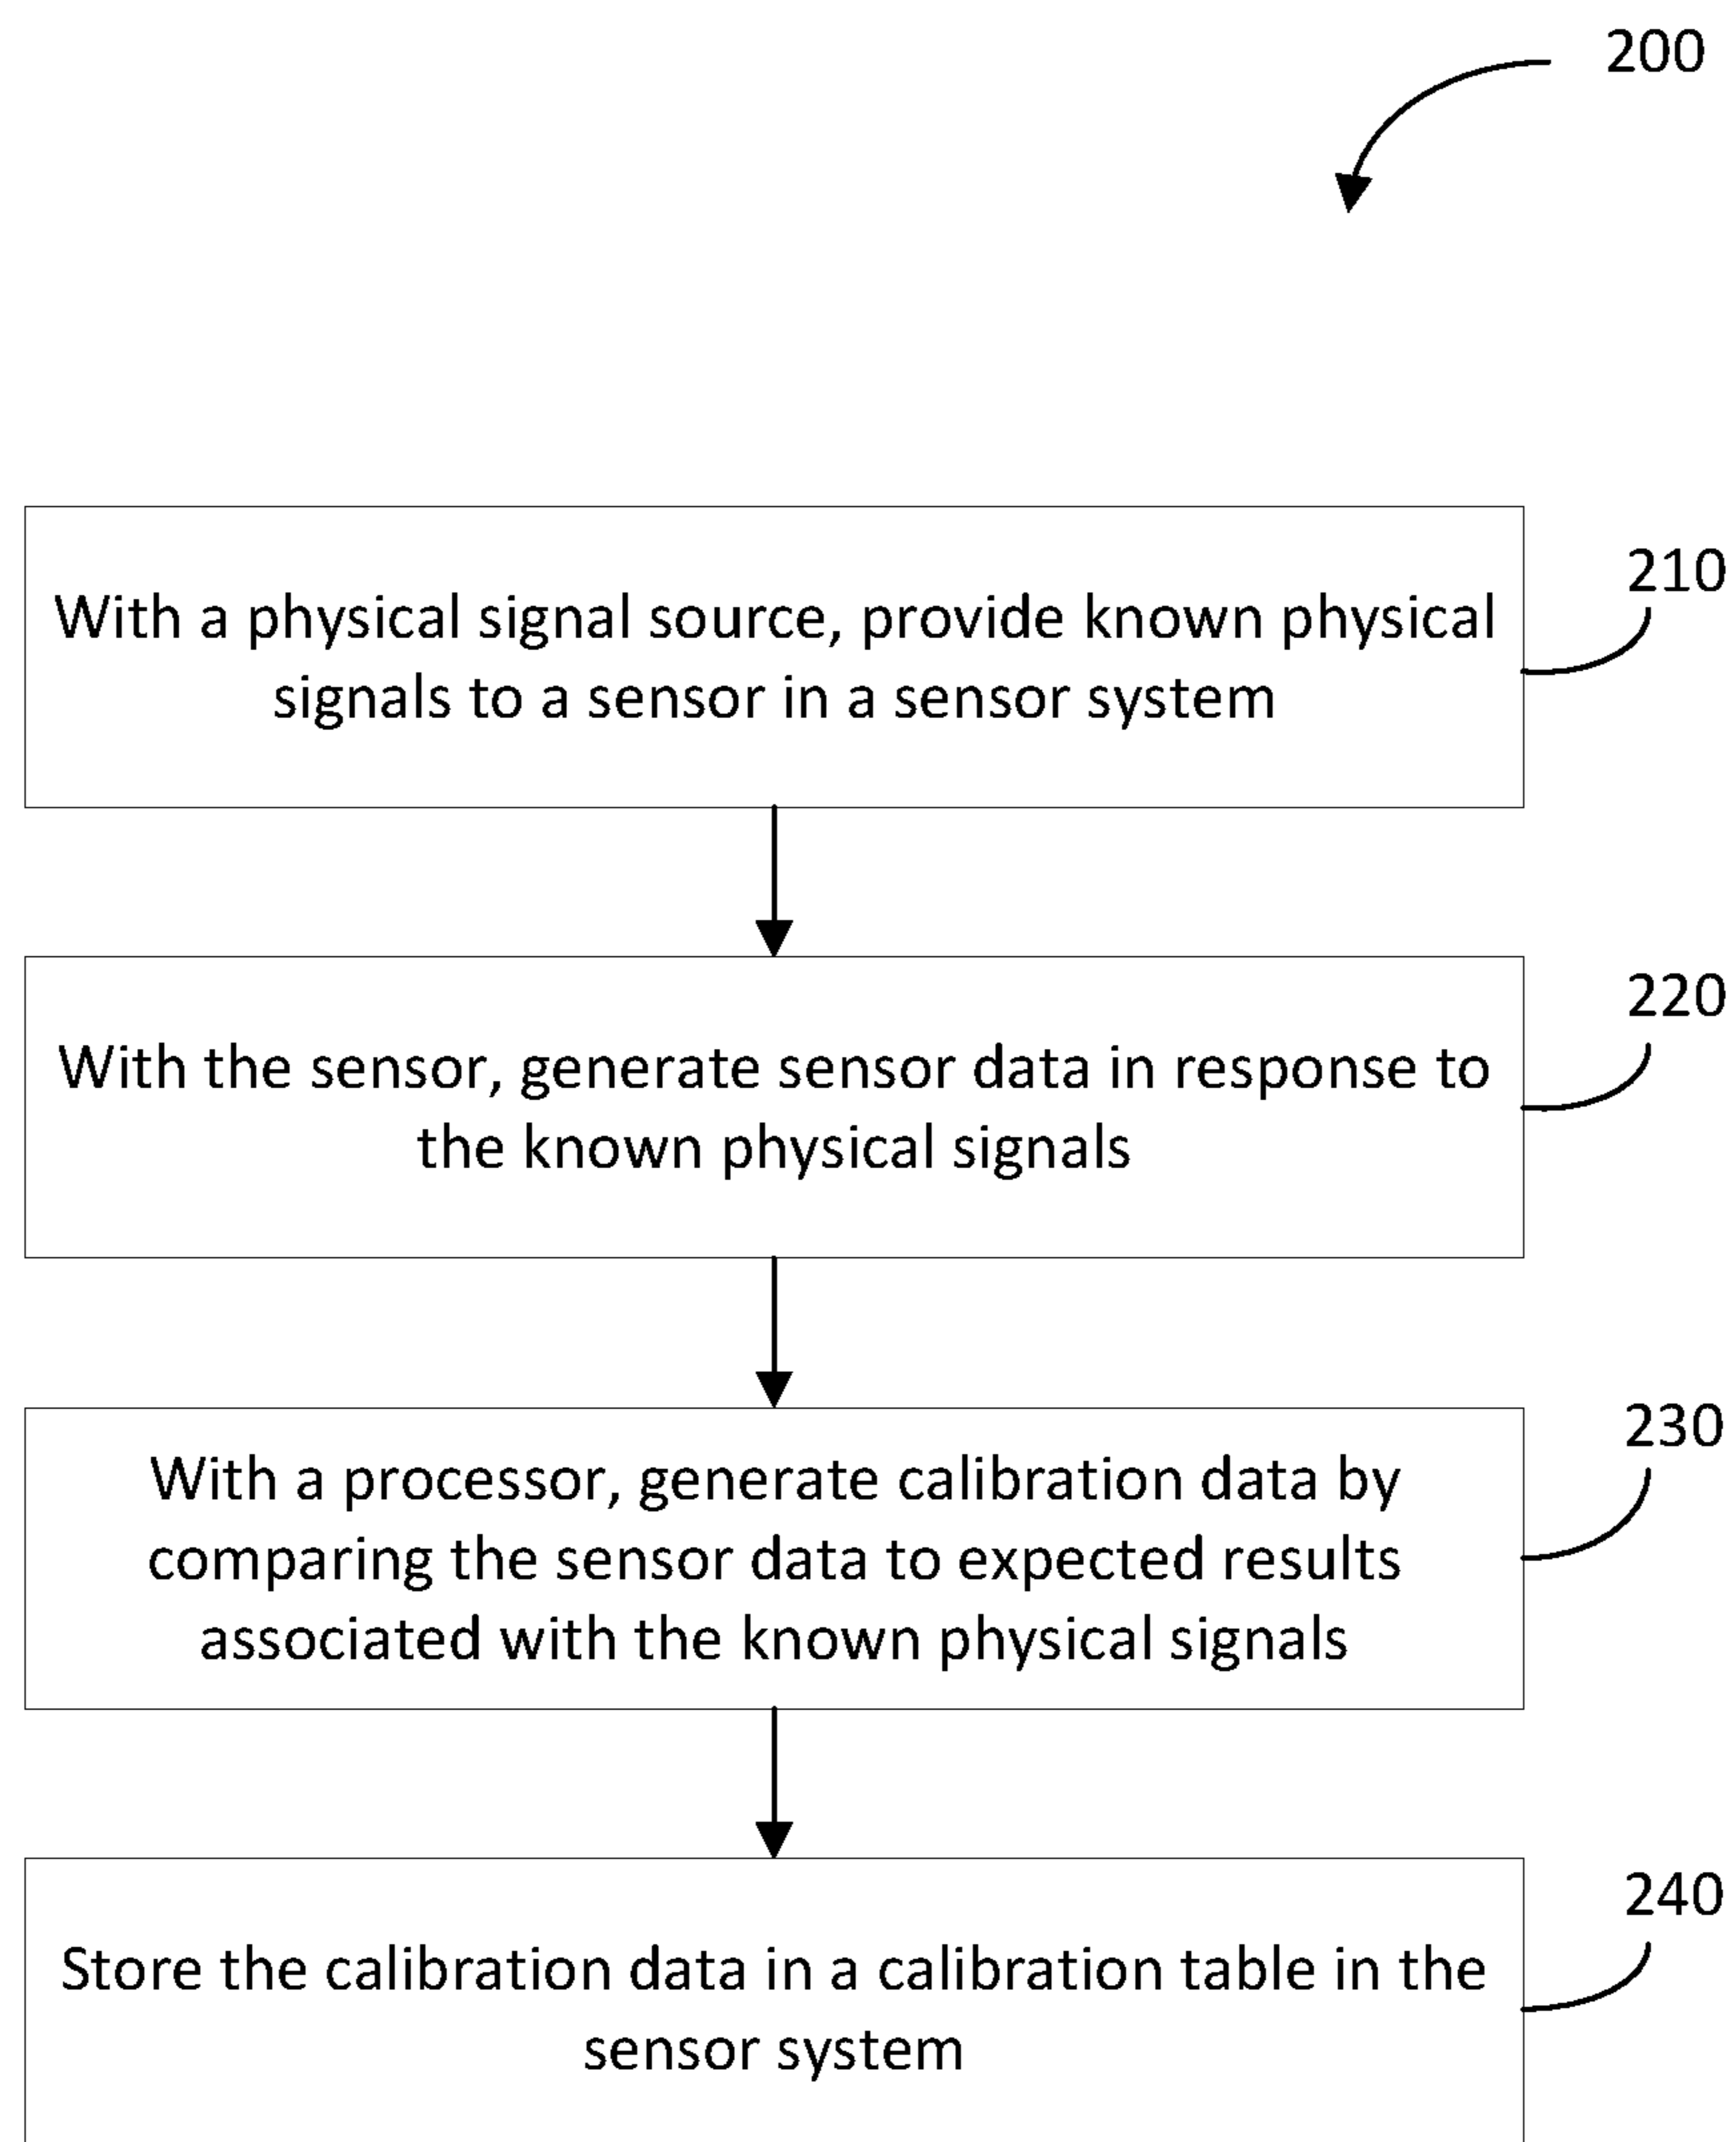 200
210
With a physical signal source, provide known physical
signals to a sensor in a sensor system
220
With the sensor, generate sensor data in response to
the known physical signals
230
With a processor, generate calibration data by
comparing the sensor data to expected results
associated with the known physical signals
240
Store the calibration data in a calibration table in the
sensor system